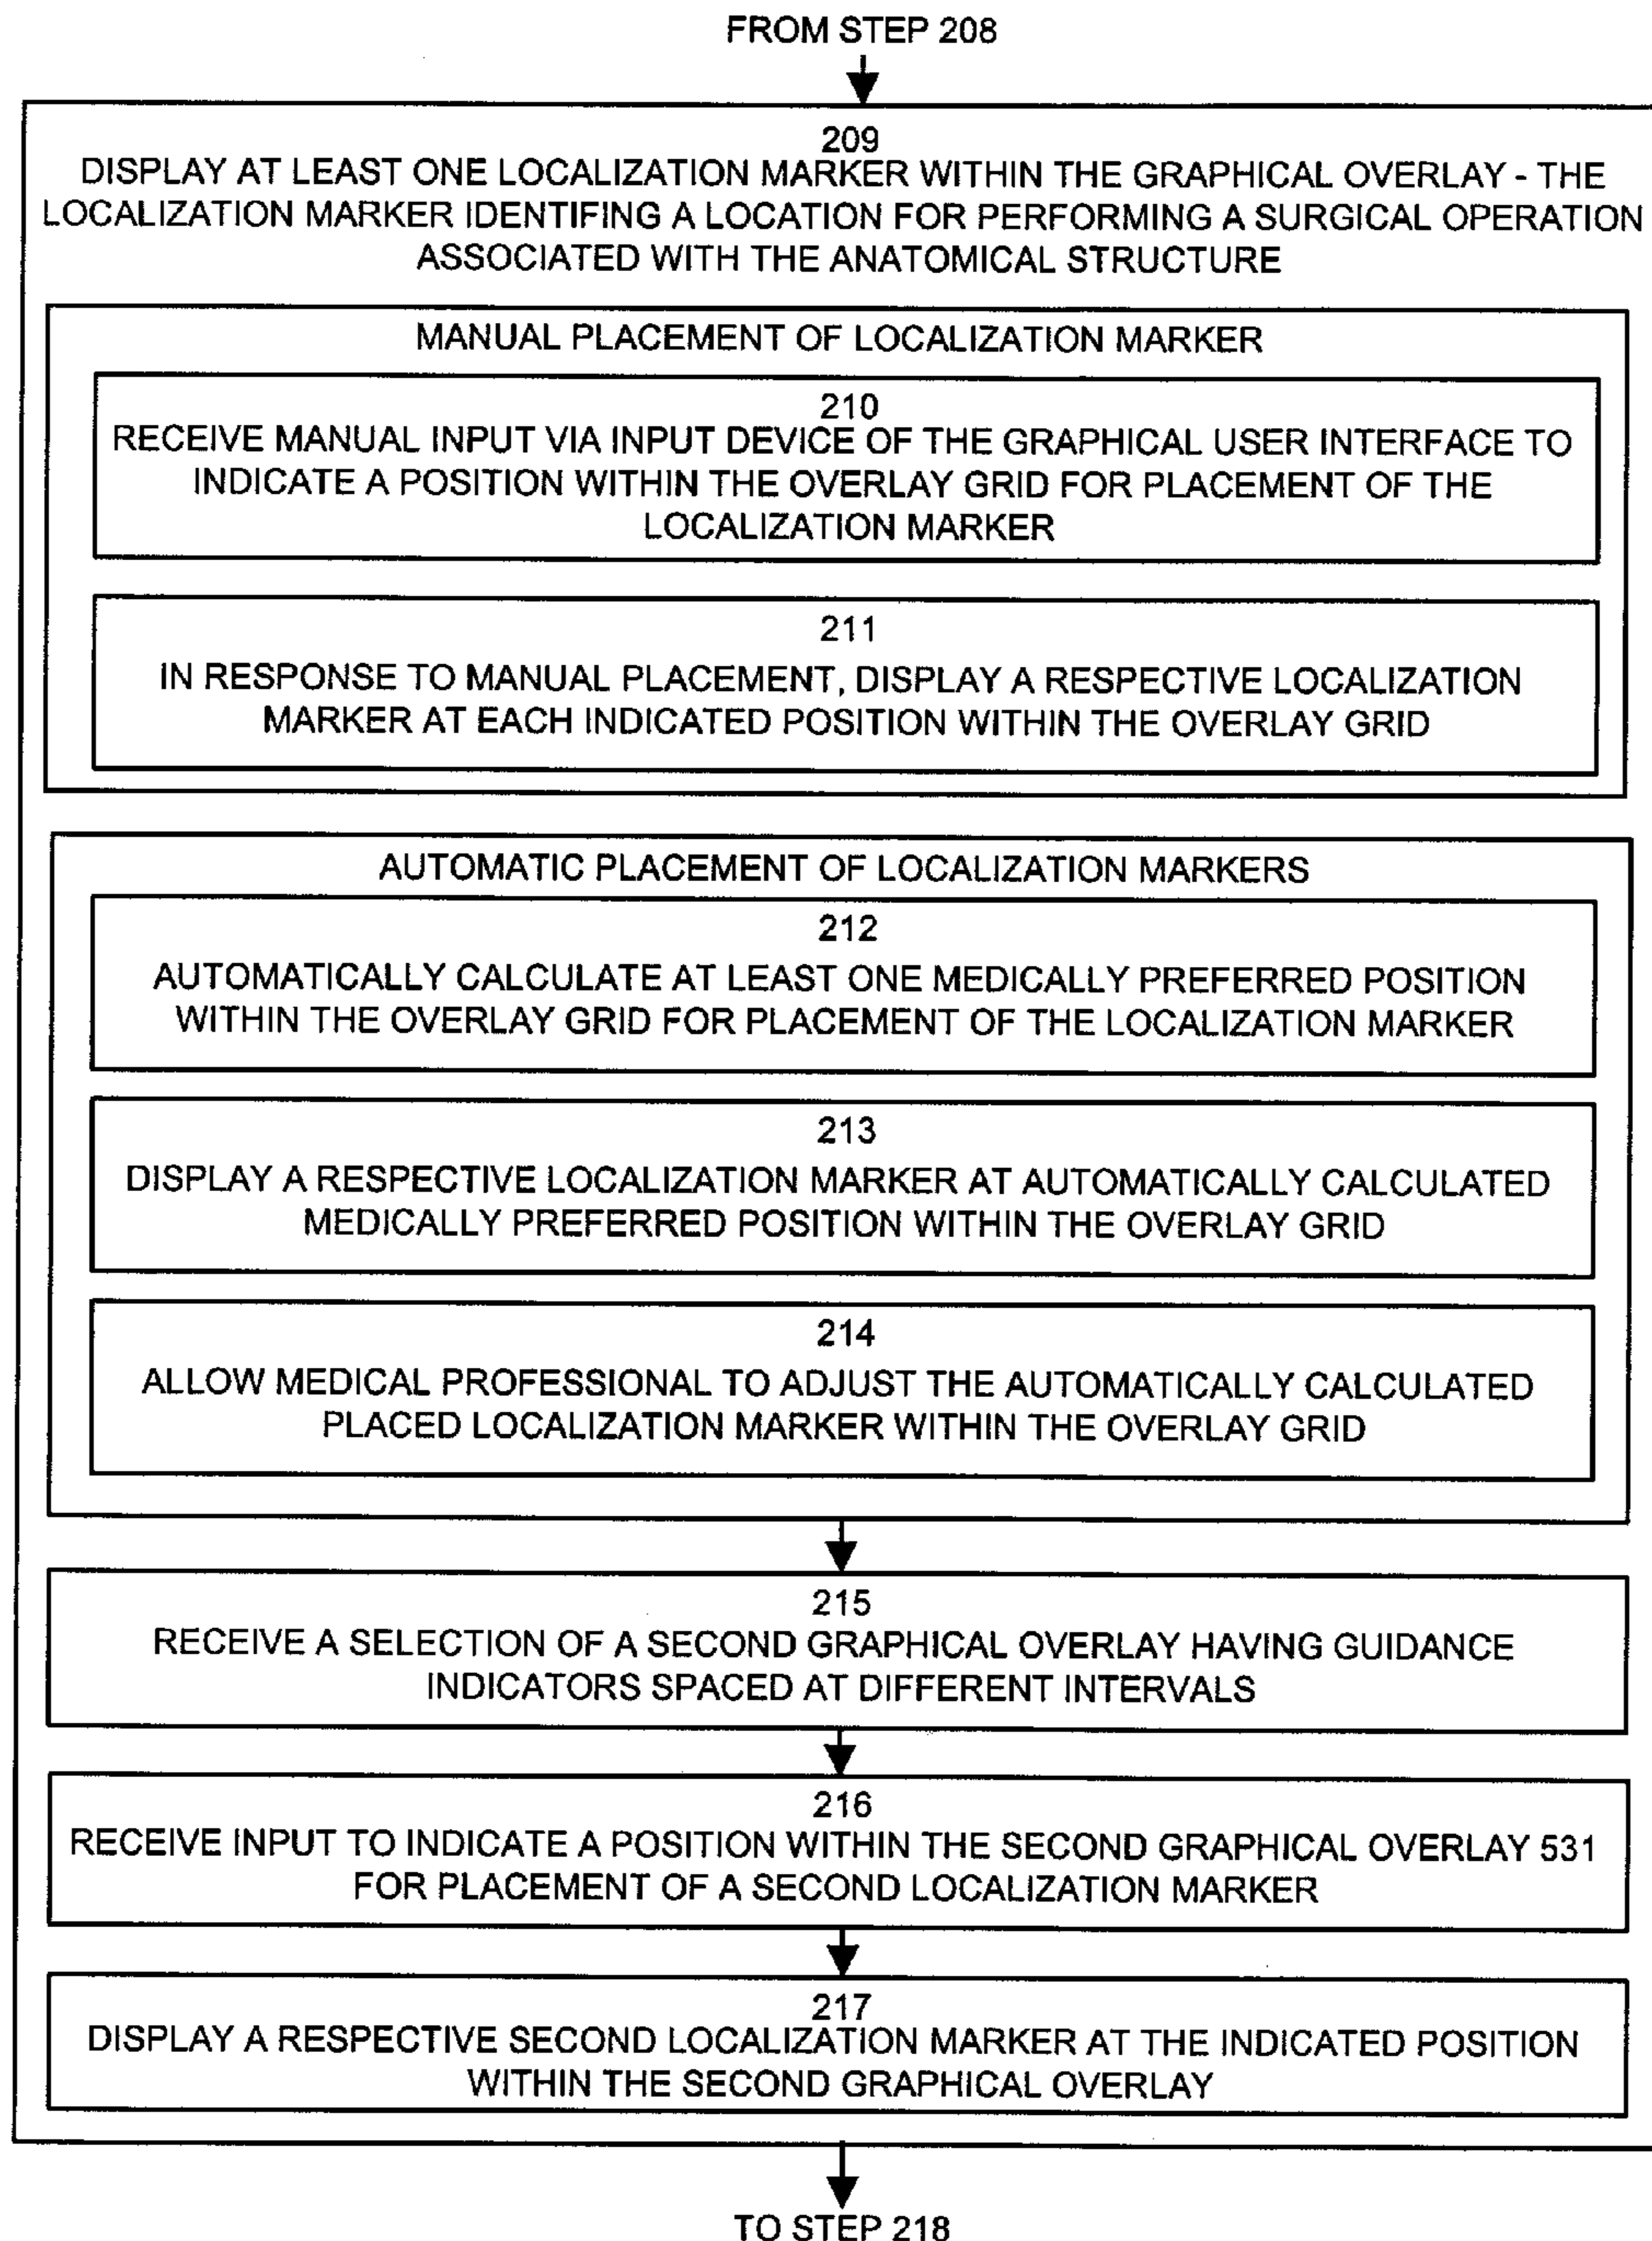 FROM STEP 208
209
DISPLAY AT LEAST ONE LOCALIZATION MARKER WITHIN THE GRAPHICAL OVERLAY - THE
LOCALIZATION MARKER IDENTIFING A LOCATION FOR PERFORMING A SURGICAL OPERATION
ASSOCIATED WITH THE ANATOMICAL STRUCTURE
MANUAL PLACEMENT OF LOCALIZATION MARKER
210
RECEIVE MANUAL INPUT VIA INPUT DEVICE OF THE GRAPHICAL USER INTERFACE TO
INDICATE A POSITION WITHIN THE OVERLAY GRID FOR PLACEMENT OF THE
LOCALIZATION MARKER
211
IN RESPONSE TO MANUAL PLACEMENT, DISPLAY A RESPECTIVE LOCALIZATION
MARKER AT EACH INDICATED POSITION WITHIN THE OVERLAY GRID
AUTOMATIC PLACEMENT OF LOCALIZATION MARKERS
212
AUTOMATICALLY CALCULATE AT LEAST ONE MEDICALLY PREFERRED POSITION
WITHIN THE OVERLAY GRID FOR PLACEMENT OF THE LOCALIZATION MARKER
213
DISPLAY A RESPECTIVE LOCALIZATION MARKER AT AUTOMATICALLY CALCULATED
MEDICALLY PREFERRED POSITION WITHIN THE OVERLAY GRID
214
ALLOW MEDICAL PROFESSIONAL TO ADJUST THE AUTOMATICALLY CALCULATED
PLACED LOCALIZATION MARKER WITHIN THE OVERLAY GRID
215
RECEIVE A SELECTION OF A SECOND GRAPHICAL OVERLAY HAVING GUIDANCE
INDICATORS SPACED AT DIFFERENT INTERVALS
216
RECEIVE INPUT TO INDICATE A POSITION WITHIN THE SECOND GRAPHICAL OVERLAY 531
FOR PLACEMENT OF A SECOND LOCALIZATION MARKER
217
DISPLAY A RESPECTIVE SECOND LOCALIZATION MARKER AT THE INDICATED POSITION
WITHIN THE SECOND GRAPHICAL OVERLAY
TO STEP 218